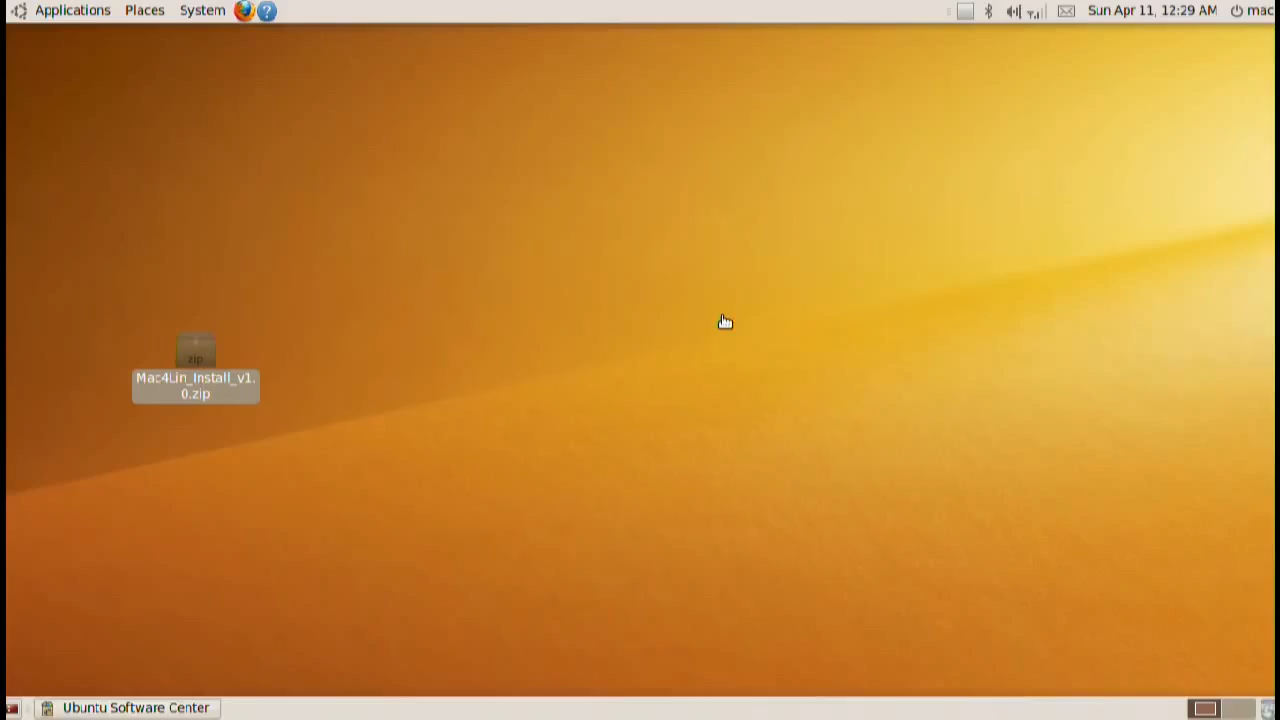 Applications Places System
Sun Apr 11, 12:29 AM mac
zip
Mac4Lin_Install_v1.
0.zip
Ubuntu Software Center